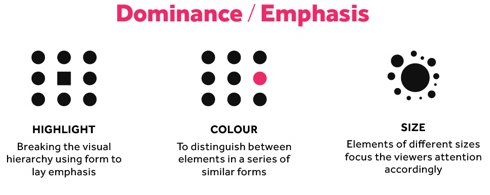 Dominance / Emphasis
HIGHLIGHT
Breaking the visual
hierarchy using form to
lay emphasis
COLOUR
To distinguish between
elements in a series of
similar forms
SIZE
Elements of different sizes
focus the viewers attention
accordingly